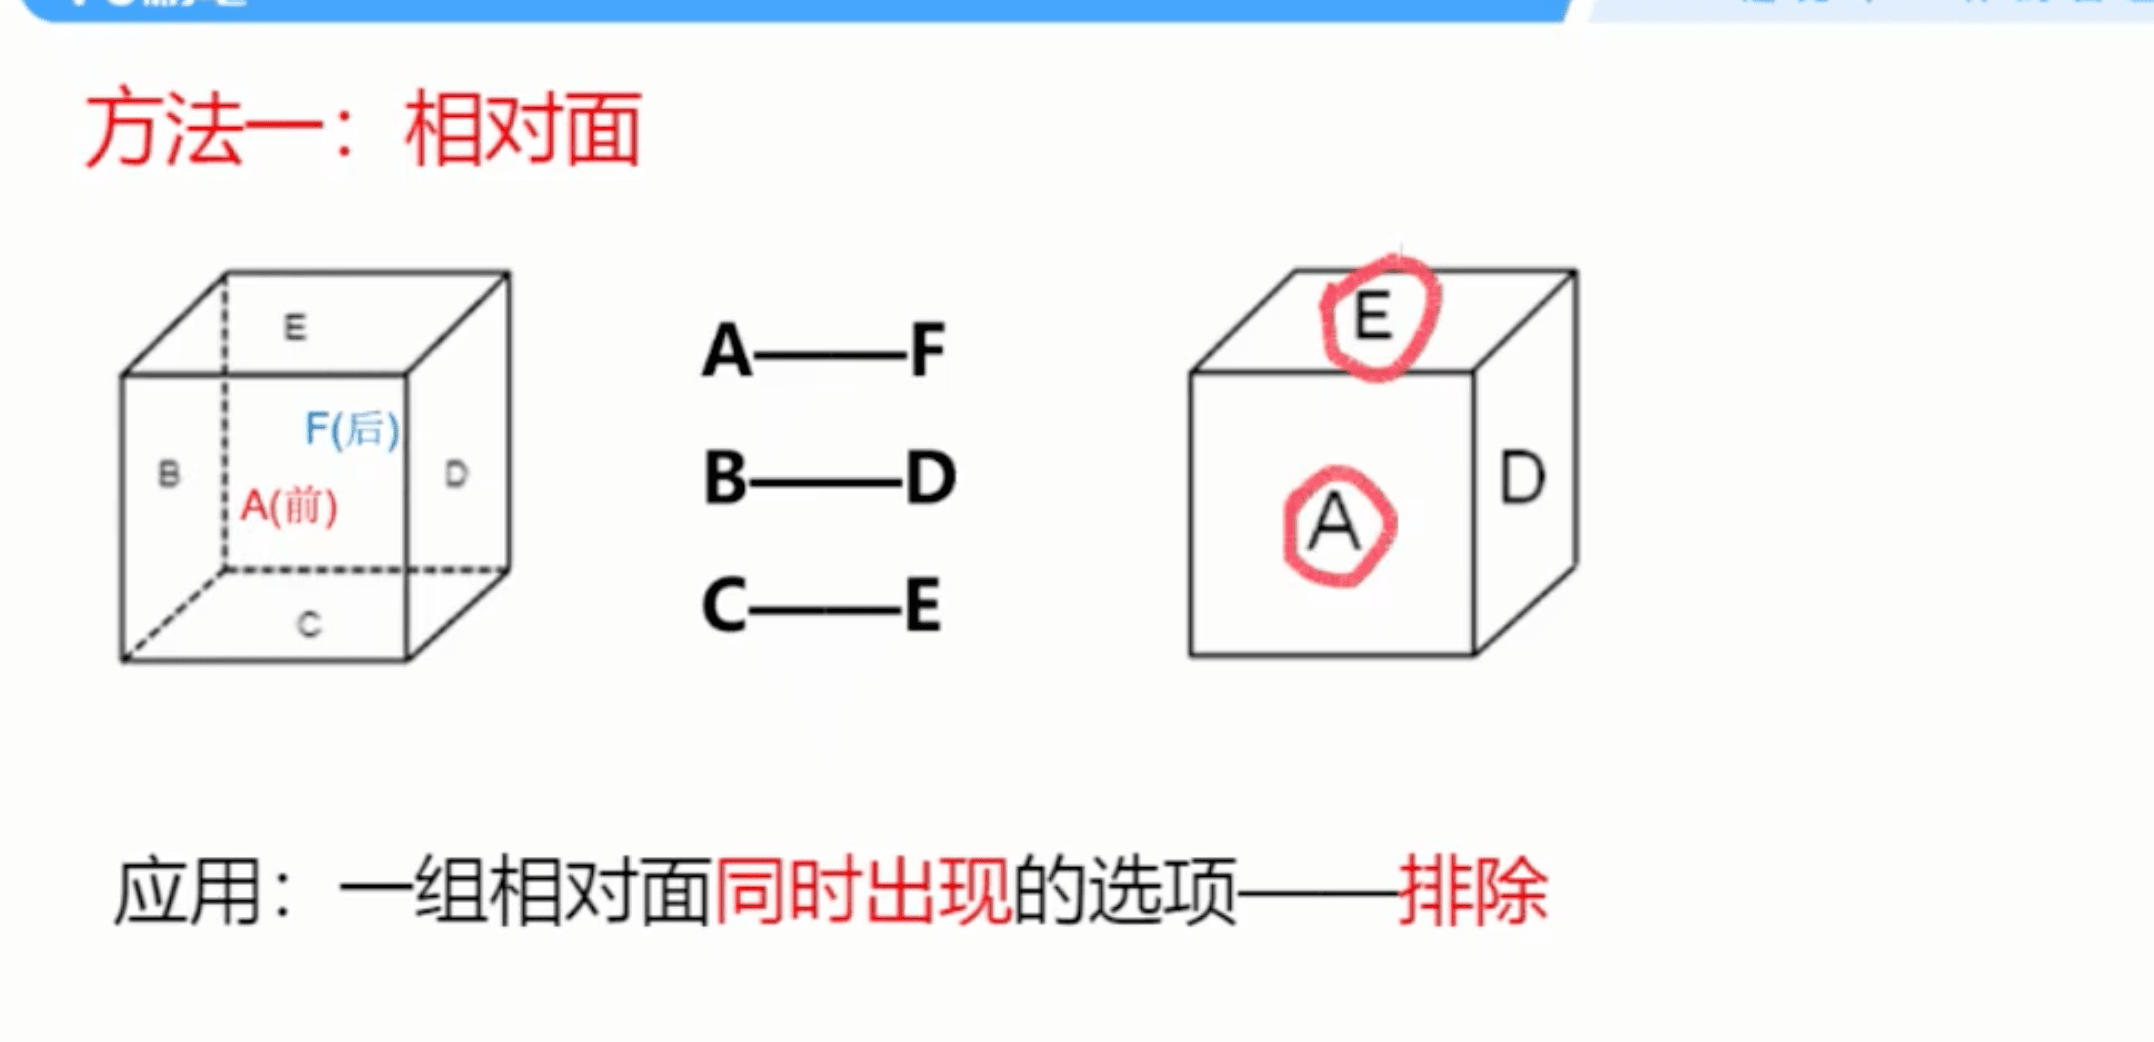 方法一：相对面
E
F(后)
B
D
A(前)
C
A——F
B——D
C——E
E
A
D
应用：一组相对面同时出现的选项——排除